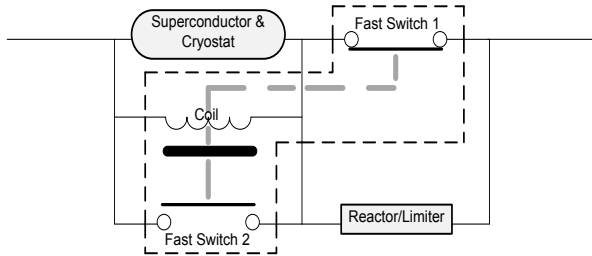 Superconductor &
Cryostat
Fast Switch 1
Coil
Reactor/Limiter
Fast Switch 2